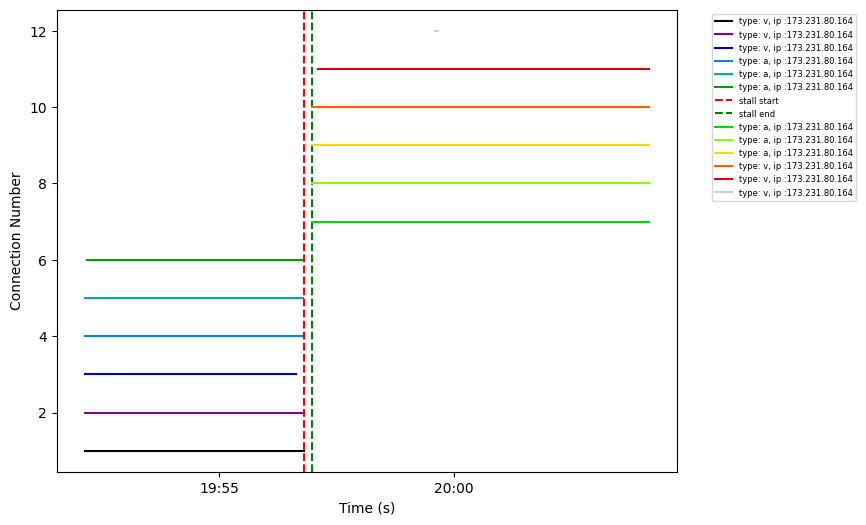 12
10
8
6
4
2
Connection Number
19:55
20:00
Time (s)
type: v, ip :173.231.80.164
type: v, ip :173.231.80.164
type: v, ip :173.231.80.164
type: a, ip :173.231.80.164
type: a, ip :173.231.80.164
type: a, ip :173.231.80.164
stall start
stall end
type: a, ip :173.231.80.164
type: a, ip :173.231.80.164
type: a, ip :173.231.80.164
type: v, ip :173.231.80.164
type: v, ip :173.231.80.164
type: v, ip :173.231.80.164